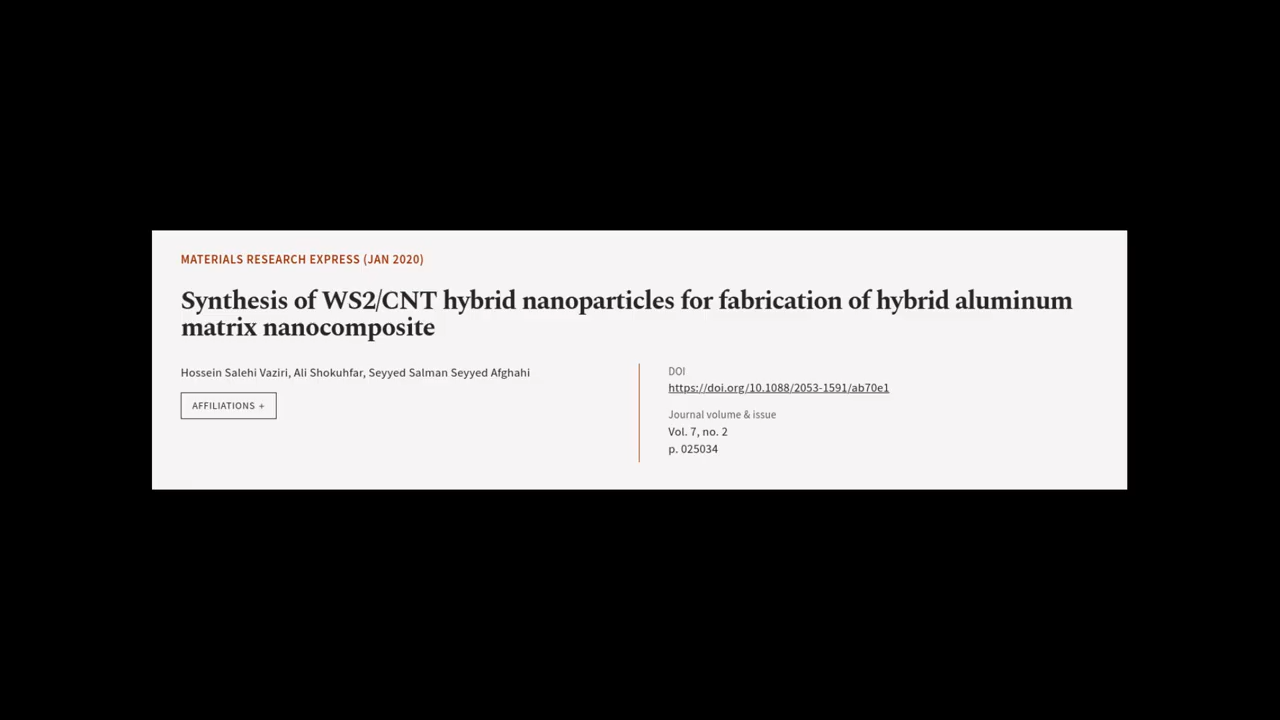 MATERIALS RESEARCH EXPRESS (JAN 2020)
Synthesis of WS2/CNT hybrid nanoparticles for fabrication of hybrid aluminum
matrix nanocomposite
Hossein Salehi Vaziri, Ali Shokuhfar, Seyyed Salman Seyyed Afghahi
AFFILIATIONS +
DOI
https://doi.org/10.1088/2053-1591/ab70e1
Journal volume & issue
Vol. 7, no. 2
p. 025034